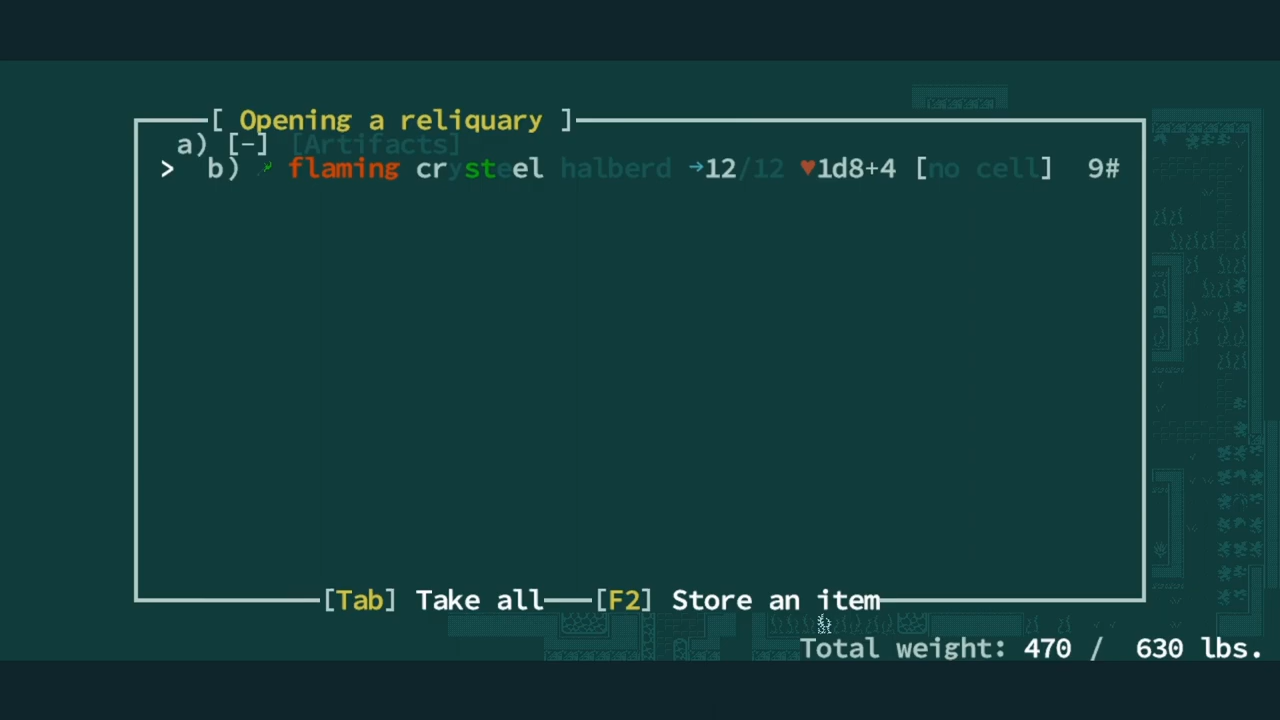 [ Opening a reliquary ]
a) [-] [Artifacts]
> b) flaming crysteel halberd →12/12 ♥1d8+4 [no cell] 9#
[Tab] Take all [F2] Store an item
Total weight: 470 / 630 lbs.